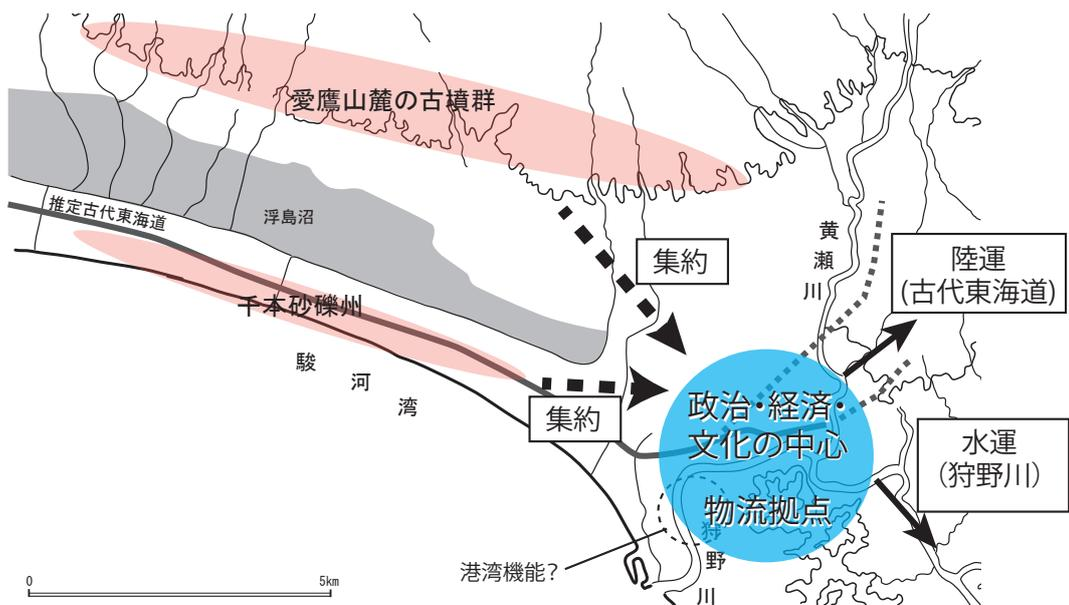 愛鷹山麓の古墳群
推定古代東海道
浮島沼
千本砂礫州
駿河湾
集約
集約
黄瀬川
陸運
(古代東海道)
政治・経済・
文化の中心
物流拠点
水運
(狩野川)
狩野川
港湾機能?
0
5km